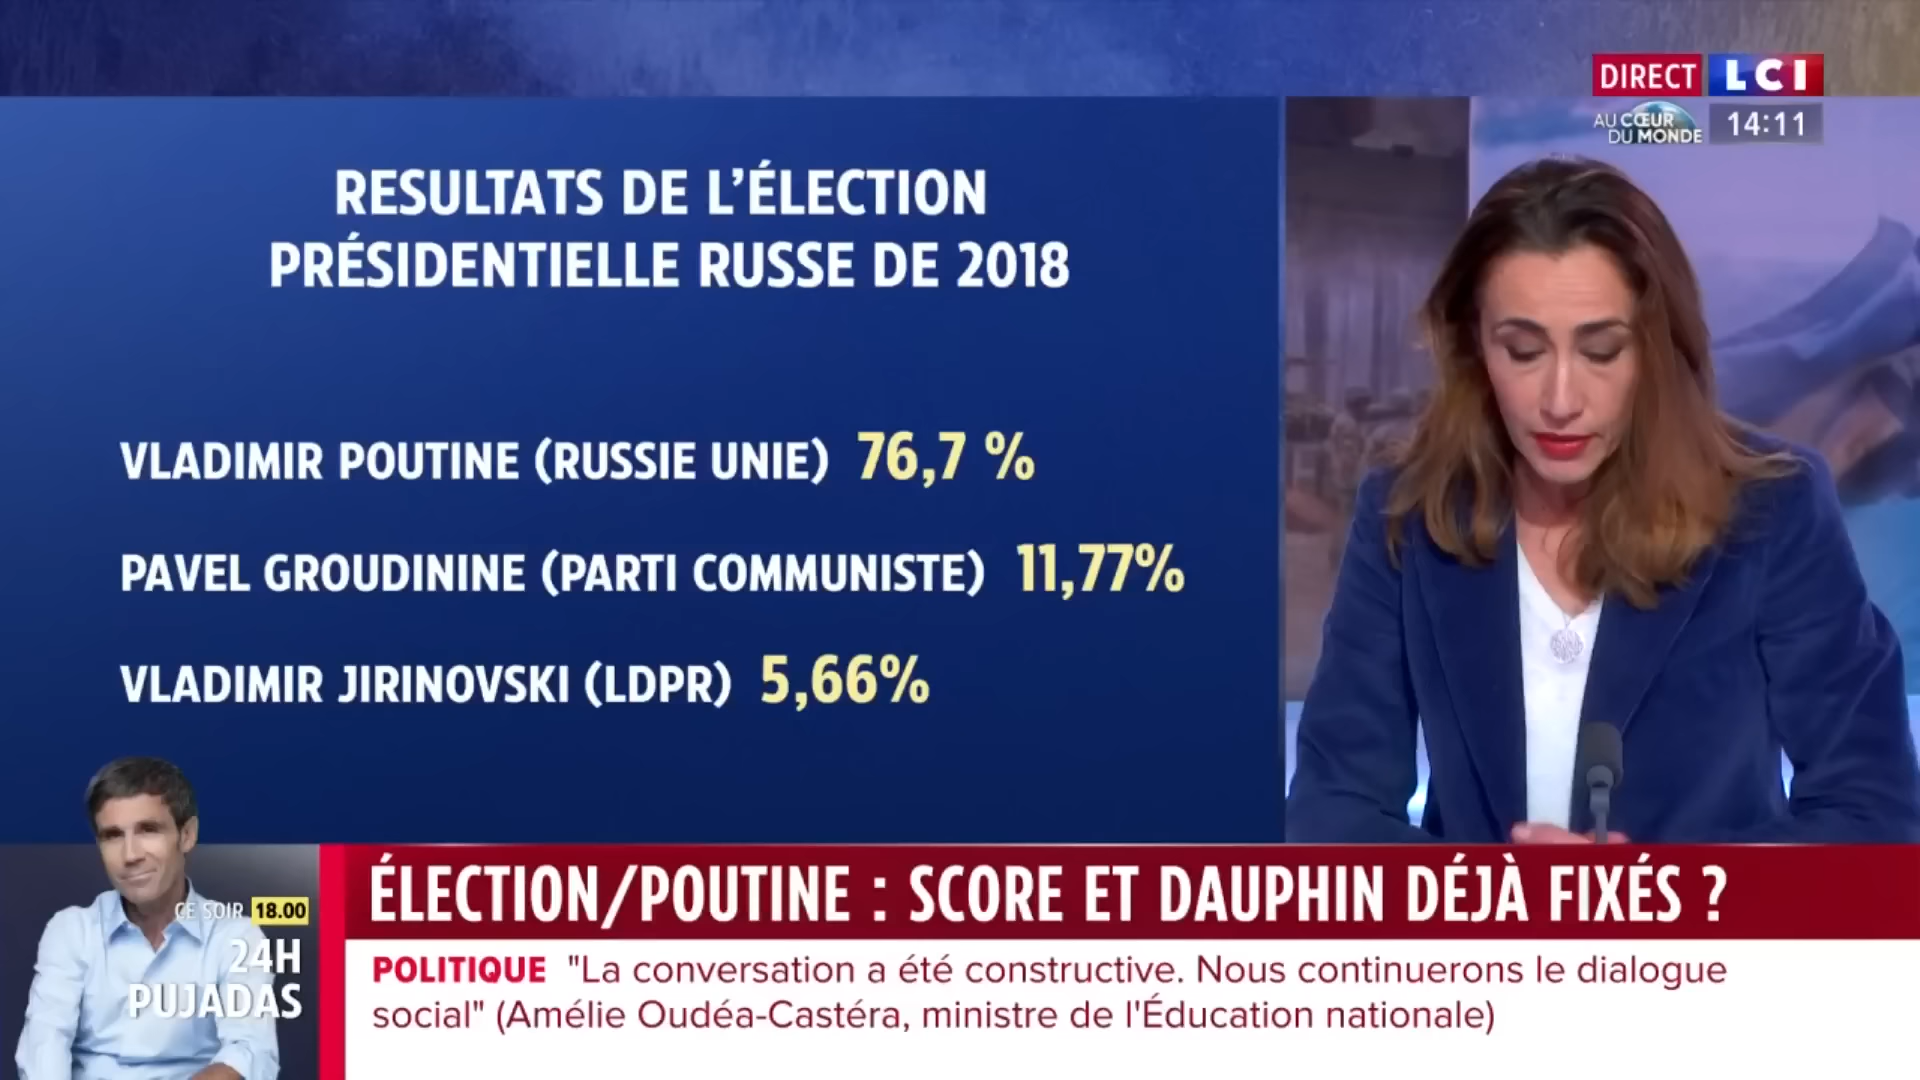 DIRECT LCI
AU CŒUR
DU MONDE
14:11
RESULTATS DE L'ÉLECTION
PRÉSIDENTIELLE RUSSE DE 2018
VLADIMIR POUTINE (RUSSIE UNIE) 76,7 %
PAVEL GROUDININE (PARTI COMMUNISTE) 11,77%
VLADIMIR JIRINOVSKI (LDPR) 5,66%
CE SOIR 18.00
24H
PUJADAS
ÉLECTION/POUTINE : SCORE ET DAUPHIN DÉJÀ FIXÉS ?
POLITIQUE "La conversation a été constructive. Nous continuerons le dialogue
social" (Amélie Oudéa-Castéra, ministre de l'Éducation nationale)